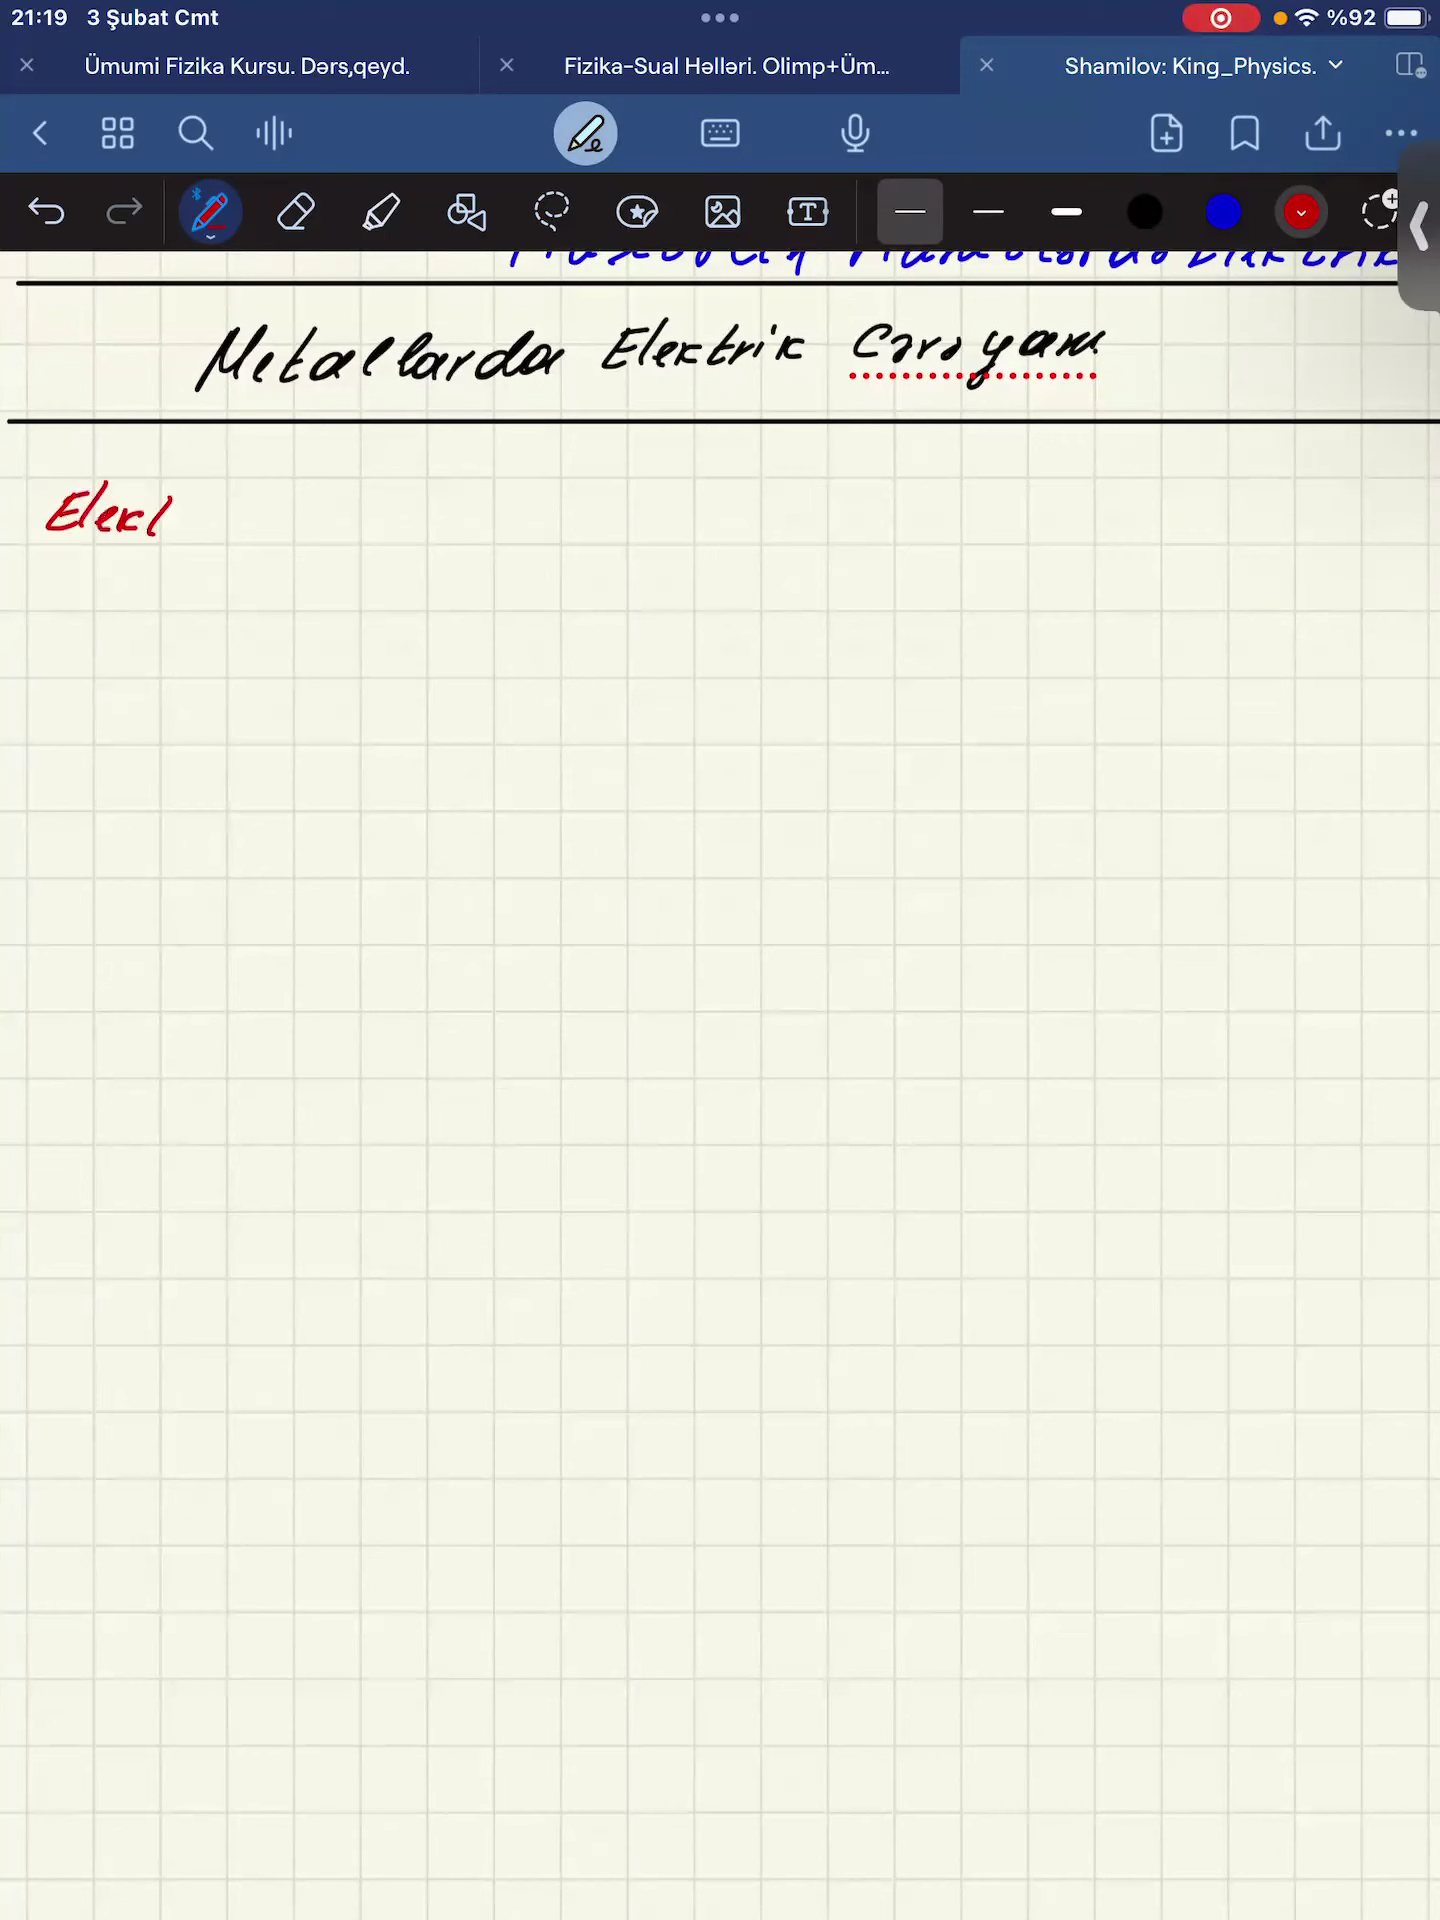 21:19 3 Şubat Cmt %92
Ümumi Fizika Kursu. Dərs,qeyd. Fizika-Sual Həlləri. Olimp+Üm... Shamilov: King_Physics.
Metallarda Elektrik Cərəyanı
Elekt